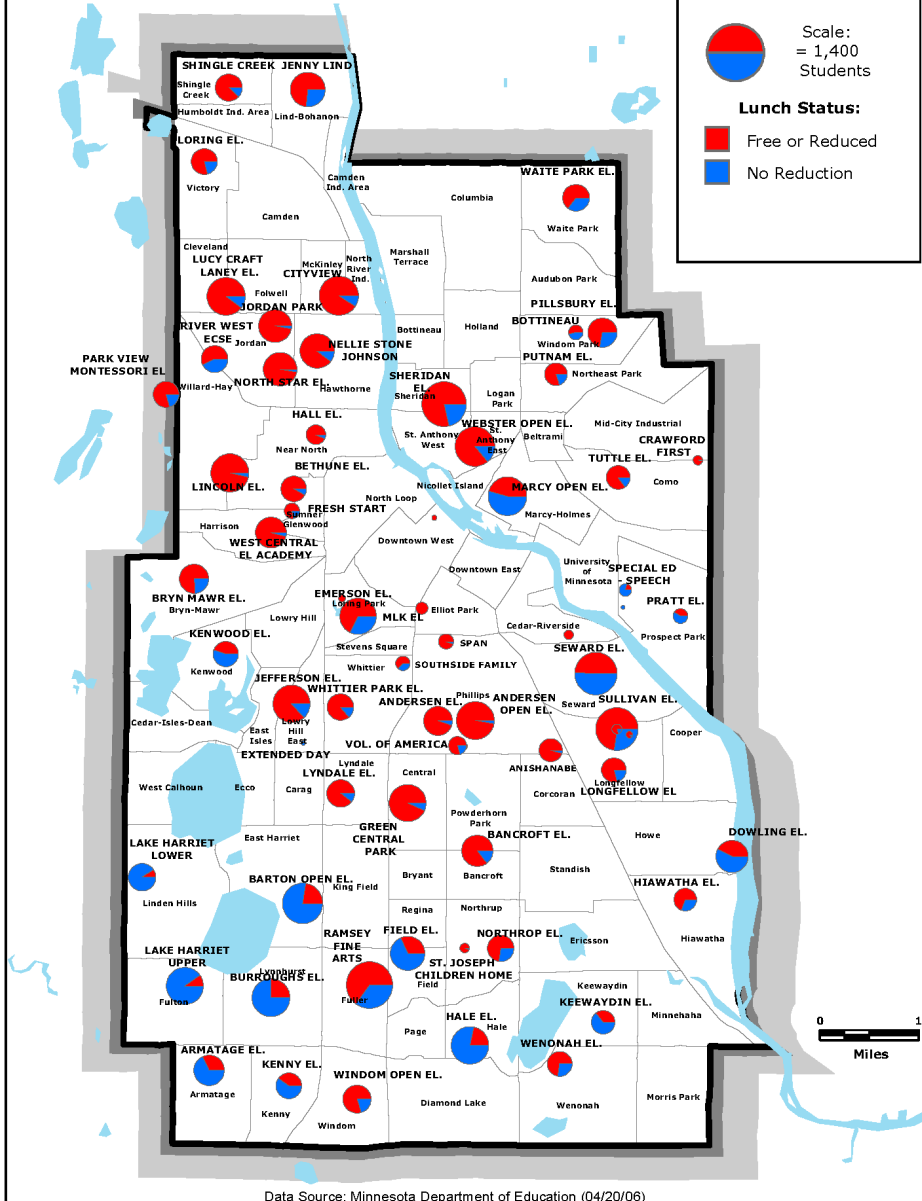 Scale:
= 1,400
Students
Lunch Status:
Free or Reduced
No Reduction
SHINGLE CREEK
JENNY LIND
Shingle
Creek
Humboldt Ind. Area
Lind-Bohanon
LORING EL.
Victory
Camden
Ind. Area
WAITE PARK EL.
Columbia
Waite Park
Camden
Cleveland
LUCY CRAFT
LANEY EL.
McKinley
North
River
Ind.
CITYVIEW
Folwell
Marshall
Terrace
Audubon Park
JORDAN PARK
PILLSBURY EL.
RIVER WEST
ECSE
Jordan
Bottineau
Holland
BOTTINEAU
Windom Park
NELLIE STONE
JOHNSON
PUTNAM EL.
PARK VIEW
MONTESSORI EL
Willard-Hay
NORTH STAR EL.
Hawthorne
SHERIDAN
EL.
Sheridan
Northeast Park
Logan
Park
HALL EL.
Near North
WEBSTER OPEN EL.
St. Anthony
West
St.
Anthony
East
Beltrami
Mid-City Industrial
CRAWFORD
FIRST
TUTTLE EL.
Como
BETHUNE EL.
LINCOLN EL.
Nicollet Island
MARCY OPEN EL.
Marcy-Holmes
North Loop
FRESH START
Sumner
Glenwood
Harrison
WEST CENTRAL
EL ACADEMY
Downtown West
Downtown East
University
of
Minnesota
SPECIAL ED
- SPEECH
BRYN MAWR EL.
Bryn-Mawr
EMERSON EL.
Loring Park
MLK EL
Lowry Hill
Elliot Park
PRATT EL.
Prospect Park
Cedar-Riverside
KENWOOD EL.
Kenwood
Stevens Square
SPAN
Whittier
SOUTHSIDE FAMILY
SEWARD EL.
Seward
JEFFERSON EL.
WHITTIER PARK EL.
Phillips
ANDERSEN EL.
ANDERSEN
OPEN EL.
SULLIVAN EL.
Cedar-Isles-Dean
East
Isles
Lowry
Hill
East
Cooper
VOL. OF AMERICA
EXTENDED DAY
Lyndale
LYNDALE EL.
Central
ANISHANABE
Longfellow
LONGFELLOW EL
West Calhoun
Ecco
Carag
Corcoran
Powderhorn
Park
GREEN
CENTRAL
PARK
BANCROFT EL.
Bancroft
Howe
DOWLING EL.
East Harriet
LAKE HARRIET
LOWER
Linden Hills
BARTON OPEN EL.
King Field
Bryant
Standish
HIAWATHA EL.
Hiawatha
Regina
Northrup
RAMSEY
FINE
ARTS
FIELD EL.
NORTHROP EL.
Ericsson
LAKE HARRIET
UPPER
Fulton
Lynnhurst
BURROUGHS EL.
Fuller
ST. JOSEPH
CHILDREN HOME
Field
Keewaydin
KEEWAYDIN EL.
Minnehaha
HALE EL.
Hale
Page
WENONAH EL.
ARMATAGE EL.
Armatage
KENNY EL.
Kenny
WINDOM OPEN EL.
Windom
Diamond Lake
Wenonah
Morris Park
0 1
Miles
Data Source: Minnesota Department of Education (04/20/06)